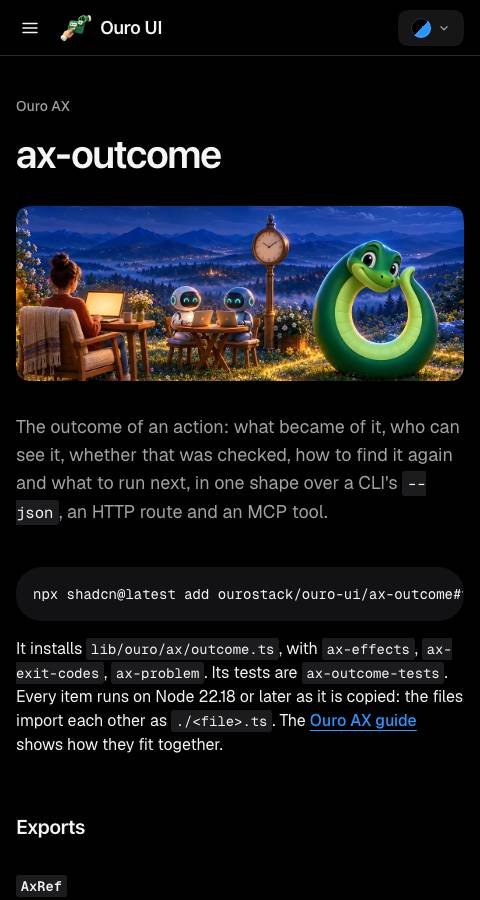 Ouro UI
Ouro AX
ax-outcome
The outcome of an action: what became of it, who can
see it, whether that was checked, how to find it again
and what to run next, in one shape over a CLI's --
json, an HTTP route and an MCP tool.
npx shadcn@latest add ourostack/ouro-ui/ax-outcome#
It installs lib/ouro/ax/outcome.ts, with ax-effects, ax-
exit-codes, ax-problem. Its tests are ax-outcome-tests.
Every item runs on Node 22.18 or later as it is copied: the files
import each other as ./<file>.ts. The Ouro AX guide
shows how they fit together.
Exports
AxRef